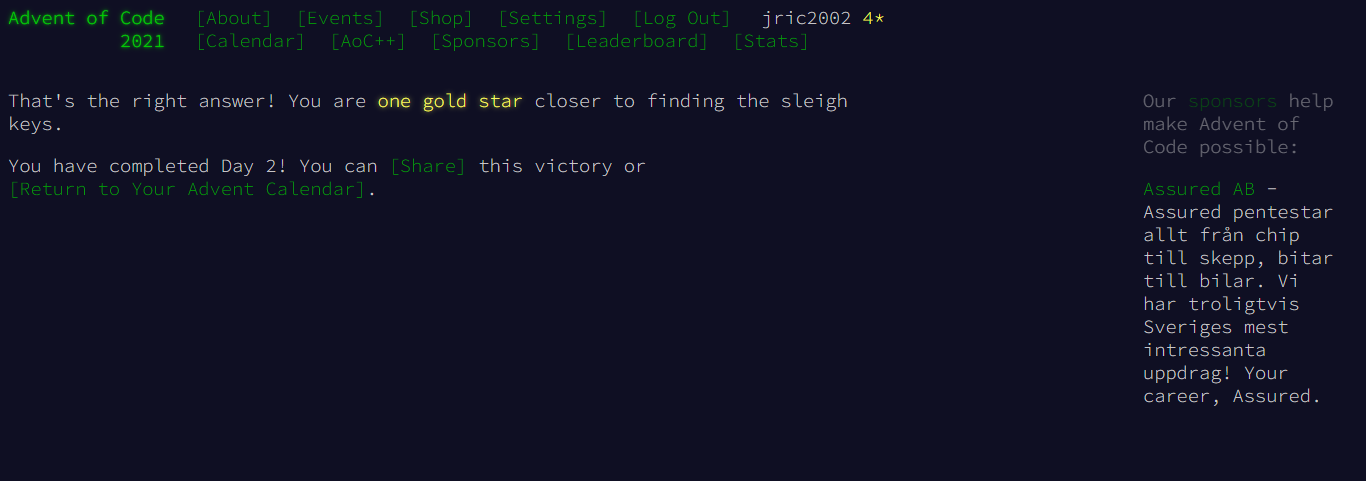 Advent of Code [About] [Events] [Shop] [Settings] [Log Out] jric2002 4*
2021 [Calendar] [AoC++] [Sponsors] [Leaderboard] [Stats]
That's the right answer! You are one gold star closer to finding the sleigh
keys.
You have completed Day 2! You can [Share] this victory or
[Return to Your Advent Calendar].
Our sponsors help
make Advent of
Code possible:
Assured AB -
Assured pentestar
allt från chip
till skepp, bitar
till bilar. Vi
har troligtvis
Sveriges mest
intressanta
uppdrag! Your
career, Assured.